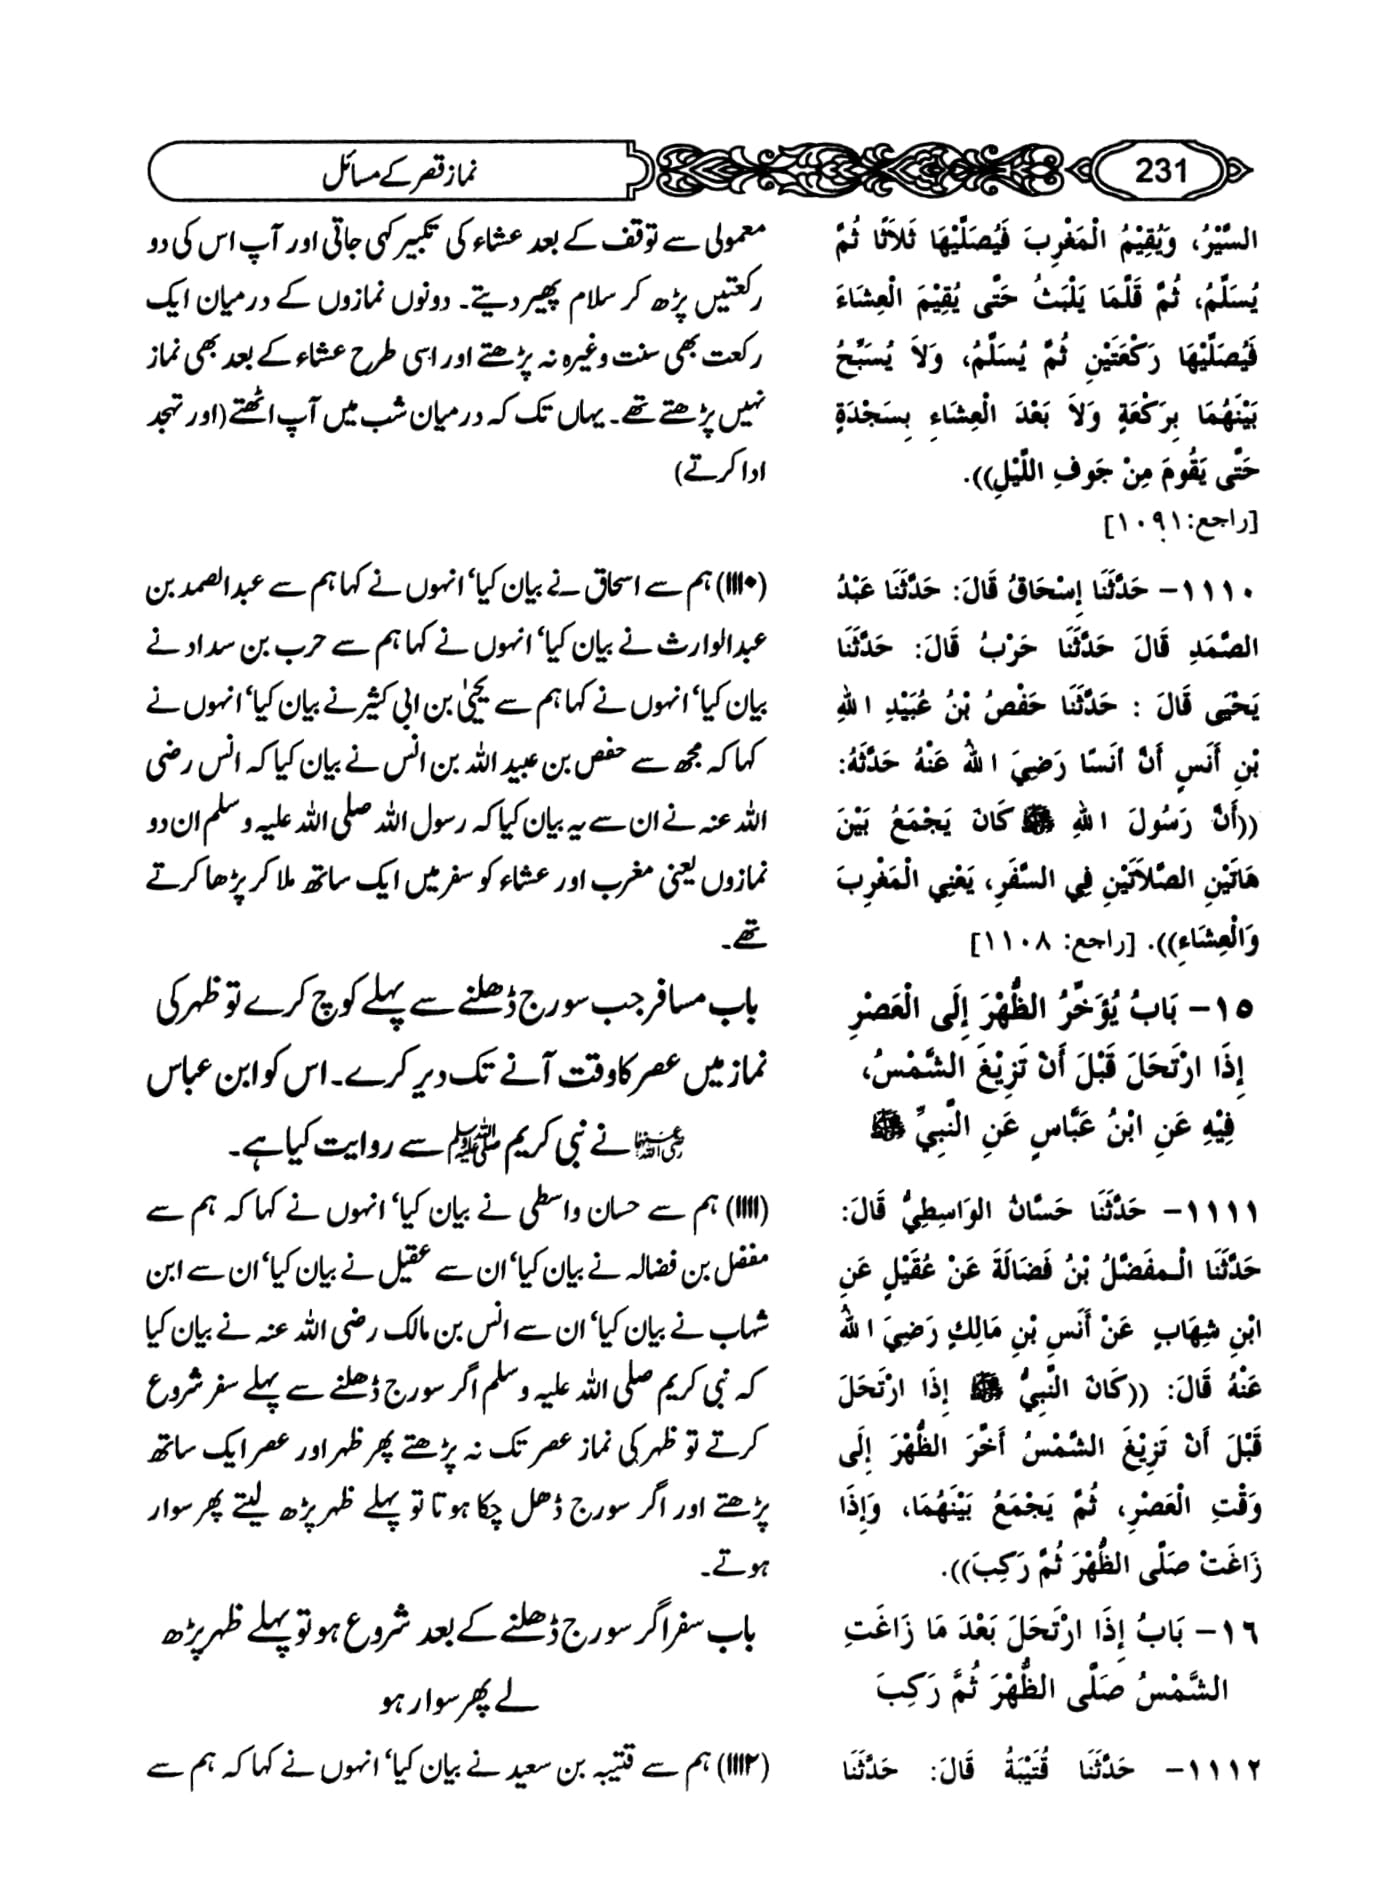 231
نماز قصر کے مسائل
السَّيْرُ، وَيُقِيْمُ الْمَغْرِبَ فَيُصَلِّيْهَا ثَلاَثًا ثُمَّ
يُسَلِّمُ، ثُمَّ قَلَّمَا يَلْبَثُ حَتَّى يُقِيْمَ الْعِشَاءَ
فَيُصَلِّيْهَا رَكْعَتَيْنِ ثُمَّ يُسَلِّمُ، وَلاَ يُسَبِّحُ
بَيْنَهُمَا بِرَكْعَةٍ وَلاَ بَعْدَ الْعِشَاءِ بِسَجْدَةٍ
حَتَّى يَقُومَ مِنْ جَوفِ اللَّيْلِ)).
[راجع: ١٠٩١]
معمولی سے توقف کے بعد عشاء کی تکبیر کہی جاتی اور آپ اس کی دو
رکعتیں پڑھ کر سلام پھیر دیتے۔ دونوں نمازوں کے درمیان ایک
رکعت بھی سنت وغیرہ نہ پڑھتے اور اسی طرح عشاء کے بعد بھی نماز
نہیں پڑھتے تھے۔ یہاں تک کہ درمیان شب میں آپ اٹھتے (اور تہجد
ادا کرتے)
١١١٠- حَدَّثَنَا إِسْحَاقُ قَالَ: حَدَّثَنَا عَبْدُ
الصَّمَدِ قَالَ حَدَّثَنَا حَرْبُ قَالَ: حَدَّثَنَا
يَحْيَى قَالَ : حَدَّثَنَا حَفْصُ بْنُ عُبَيْدِ اللهِ
بْنِ أَنَسٍ أَنَّ أَنَسًا رَضِيَ اللهُ عَنْهُ حَدَّثَهُ:
((أَنَّ رَسُولَ اللهِ ﷺ كَانَ يَجْمَعُ بَيْنَ
هَاتَيْنِ الصَّلاَتَيْنِ فِي السَّفَرِ، يَعْنِي الْمَغْرِبَ
وَالْعِشَاءِ)). [راجع: ١١٠٨]
(۱۱۱۰) ہم سے اسحاق نے بیان کیا‘ انہوں نے کہا ہم سے عبدالصمد بن
عبدالوارث نے بیان کیا‘ انہوں نے کہا ہم سے حرب بن سداد نے
بیان کیا‘ انہوں نے کہا ہم سے یحییٰ بن ابی کثیر نے بیان کیا‘ انہوں نے
کہا کہ مجھ سے حفص بن عبیداللہ بن انس نے بیان کیا کہ انس رضی
اللہ عنہ نے ان سے یہ بیان کیا کہ رسول اللہ صلی اللہ علیہ وسلم ان دو
نمازوں یعنی مغرب اور عشاء کو سفر میں ایک ساتھ ملا کر پڑھا کرتے
تھے۔
١٥- بَابُ يُؤَخِّرُ الظُّهْرَ إِلَى الْعَصْرِ
إِذَا ارْتَحَلَ قَبْلَ أَنْ تَزِيْغَ الشَّمْسُ،
فِيْهِ عَنِ ابْنُ عَبَّاسٍ عَنِ النَّبِيِّ ﷺ
باب مسافر جب سورج ڈھلنے سے پہلے کوچ کرے تو ظہر کی
نماز میں عصر کا وقت آنے تک دیر کرے۔ اس کو ابن عباس
رضی اللہ عنہما نے نبی کریم ﷺ سے روایت کیا ہے۔
١١١١- حَدَّثَنَا حَسَّانُ الوَاسِطِيُّ قَالَ:
حَدَّثَنَا الْـمفَضَّلُ بْنُ فَضَالَةَ عَنْ عُقَيْلٍ عَنِ
ابْنِ شِهَابٍ عَنْ أَنَسِ بْنِ مَالِكٍ رَضِيَ اللهُ
عَنْهُ قَالَ: ((كَانَ النَّبِيُّ ﷺ إِذَا ارْتَحَلَ
قَبْلَ أَنْ تَزِيْغَ الشَّمْسُ أَخَّرَ الظُّهْرَ إِلَى
وَقْتِ الْعَصْرِ، ثُمَّ يَجْمَعُ بَيْنَهُمَا، وَإِذَا
زَاغَتْ صَلَّى الظُّهْرَ ثُمَّ رَكِبَ)).
(۱۱۱۱) ہم سے حسان واسطی نے بیان کیا‘ انہوں نے کہا کہ ہم سے
مفضل بن فضالہ نے بیان کیا‘ ان سے عقیل نے بیان کیا‘ ان سے ابن
شہاب نے بیان کیا‘ ان سے انس بن مالک رضی اللہ عنہ نے بیان کیا
کہ نبی کریم صلی اللہ علیہ وسلم اگر سورج ڈھلنے سے پہلے سفر شروع
کرتے تو ظہر کی نماز عصر تک نہ پڑھتے پھر ظہر اور عصر ایک ساتھ
پڑھتے اور اگر سورج ڈھل چکا ہوتا تو پہلے ظہر پڑھ لیتے پھر سوار
ہوتے۔
١٦- بَابُ إِذَا ارْتَحَلَ بَعْدَ مَا زَاغَتِ
الشَّمْسُ صَلَّى الظُّهْرَ ثُمَّ رَكِبَ
باب سفر اگر سورج ڈھلنے کے بعد شروع ہو تو پہلے ظہر پڑھ
لے پھر سوار ہو
١١١٢- حَدَّثَنَا قُتَيْبَةُ قَالَ: حَدَّثَنَا
(۱۱۱۲) ہم سے قتیبہ بن سعید نے بیان کیا‘ انہوں نے کہا کہ ہم سے